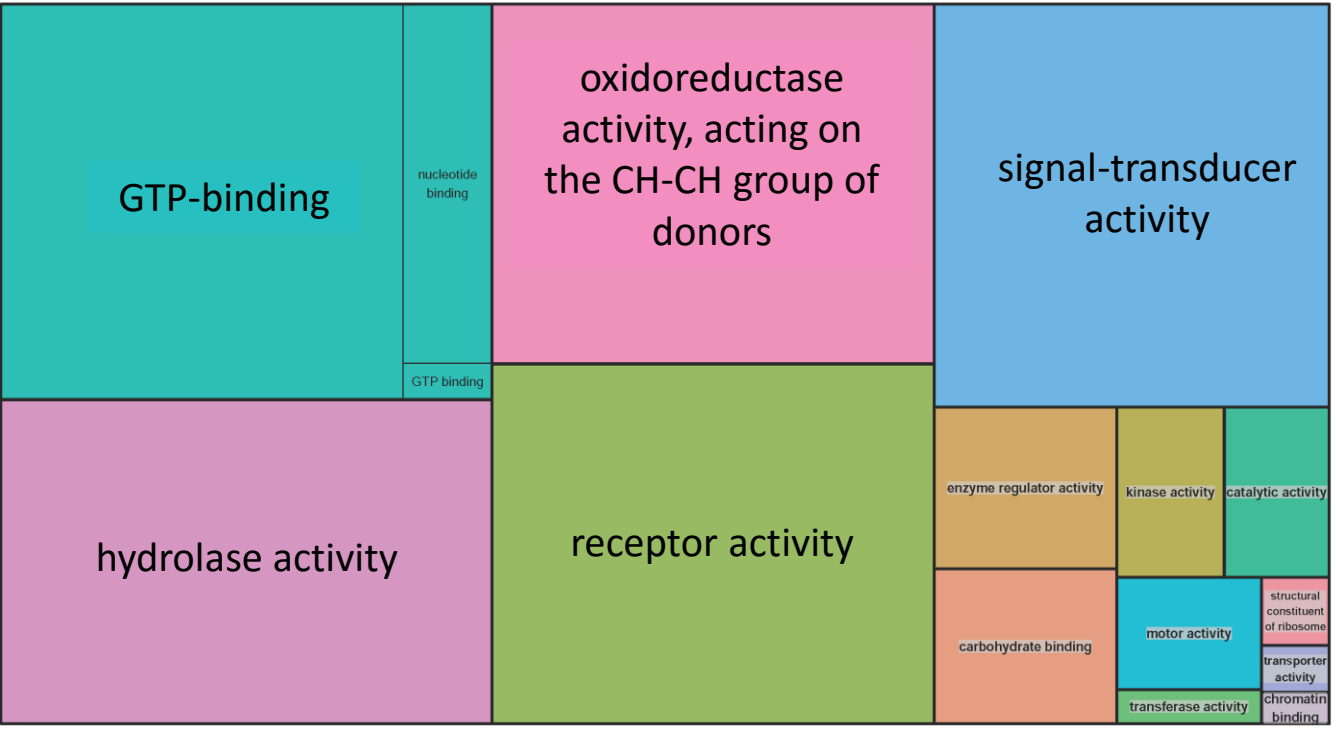 GTP-binding
nucleotide
binding
GTP binding
oxidoreductase
activity, acting on
the CH-CH group of
donors
signal-transducer
activity
hydrolase activity
receptor activity
enzyme regulator activity
kinase activity
catalytic activity
carbohydrate binding
motor activity
structural
constituent
of ribosome
transporter
activity
transferase activity
chromatin
binding